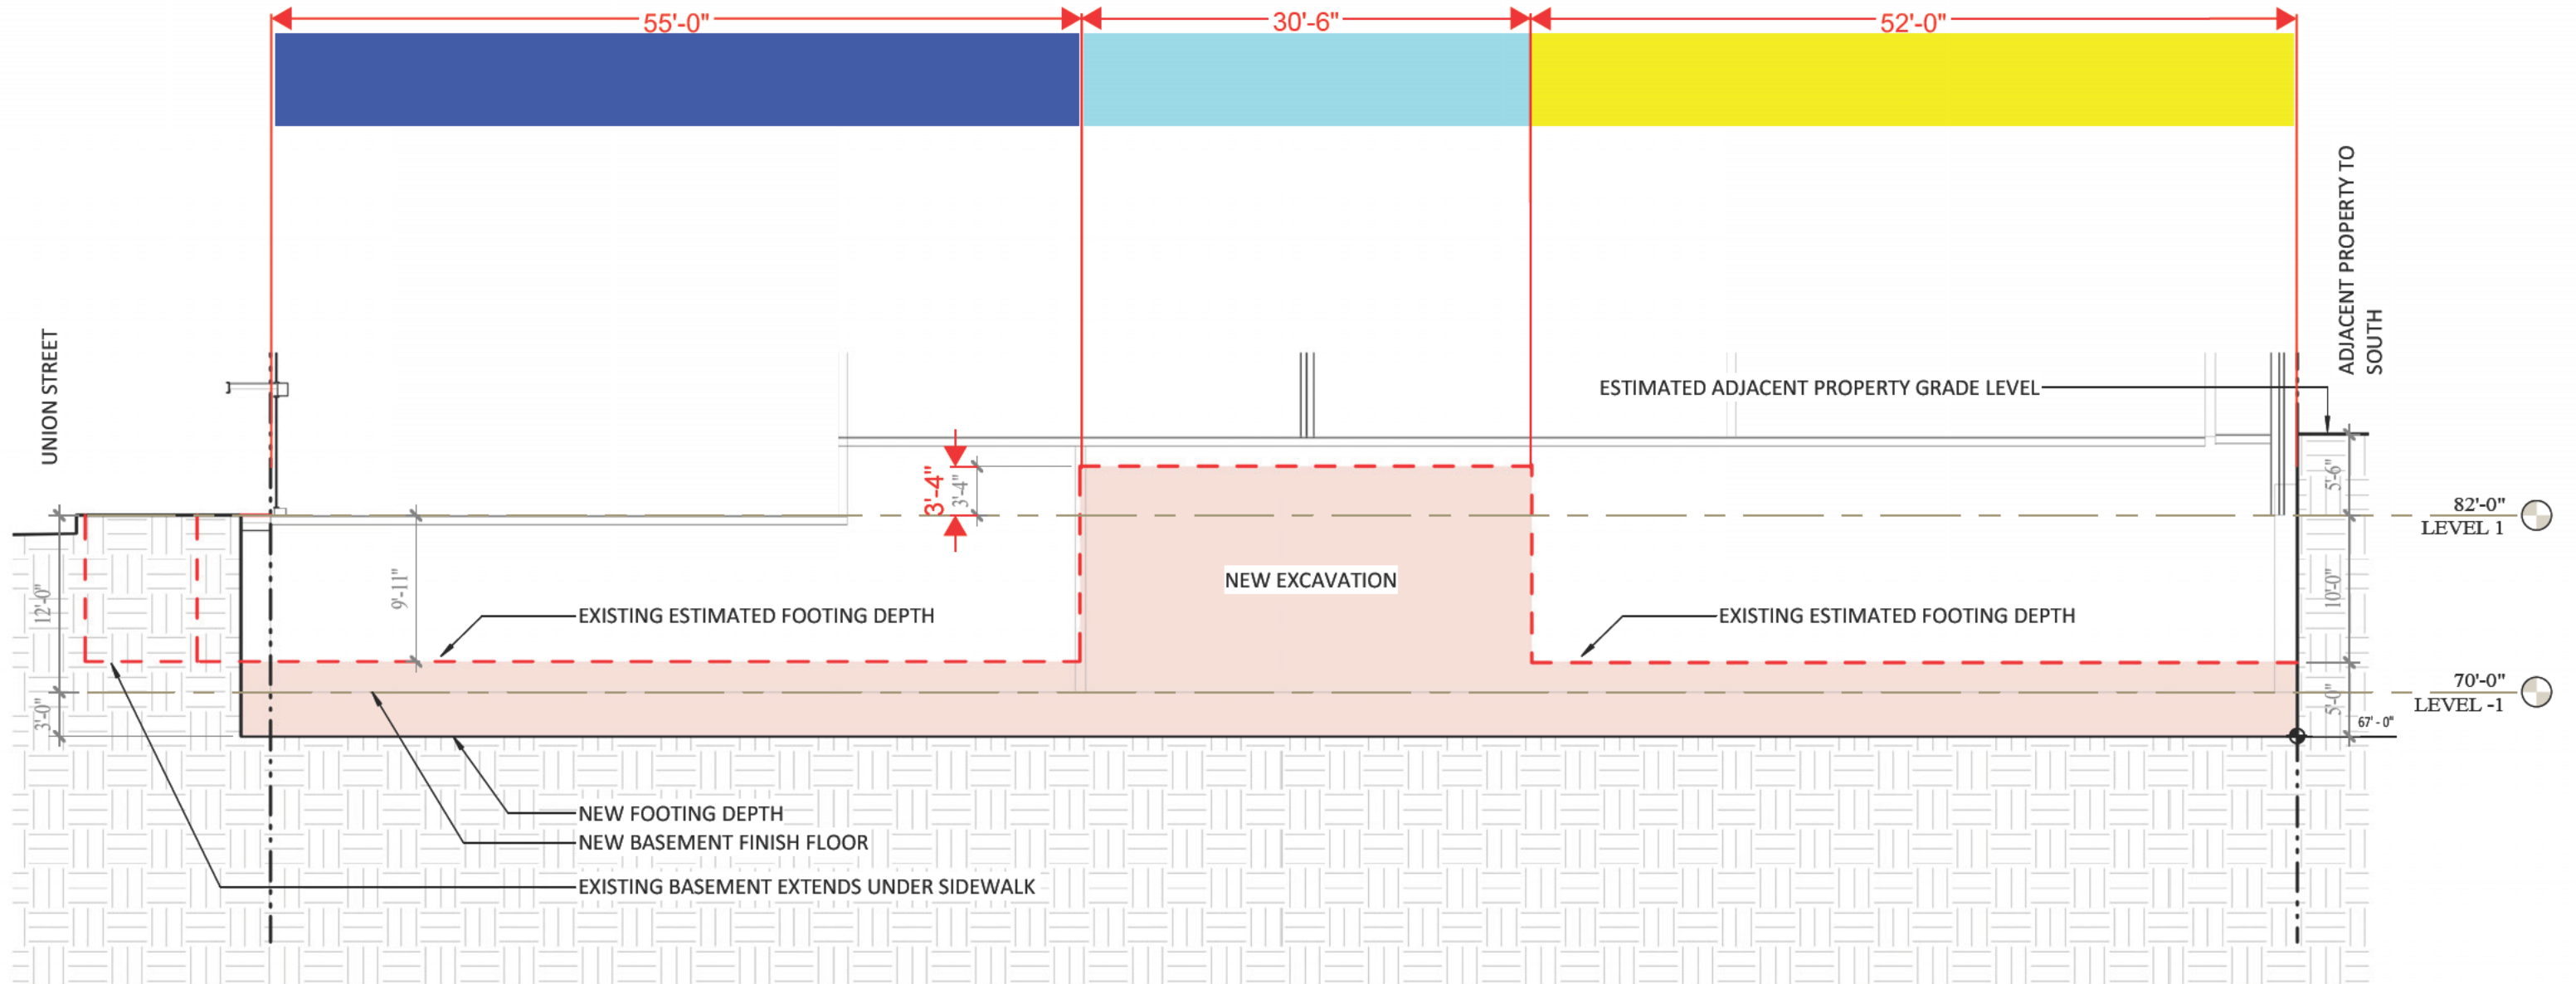 55'-0"
30'-6"
52'-0"
UNION STREET
ADJACENT PROPERTY TO
SOUTH
ESTIMATED ADJACENT PROPERTY GRADE LEVEL
3'-4"
3'-4"
5'-6"
82'-0"
LEVEL 1
NEW EXCAVATION
12'-0"
9'-11"
10'-0"
EXISTING ESTIMATED FOOTING DEPTH
EXISTING ESTIMATED FOOTING DEPTH
70'-0"
LEVEL -1
3'-0"
5'-0"
67' - 0"
NEW FOOTING DEPTH
NEW BASEMENT FINISH FLOOR
EXISTING BASEMENT EXTENDS UNDER SIDEWALK